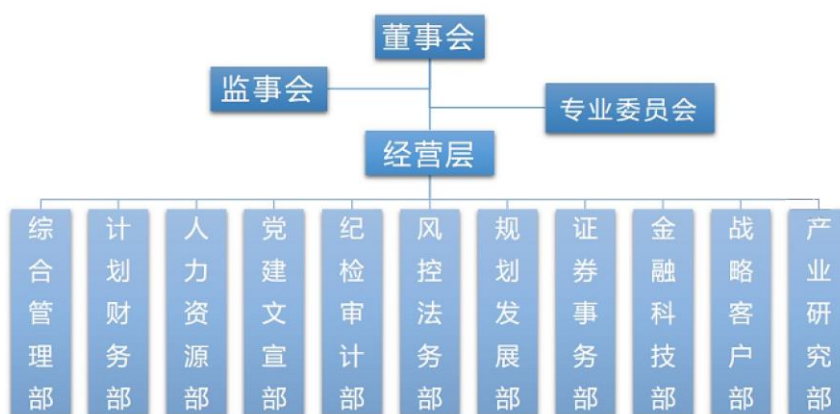 董事会
监事会
专业委员会
经营层
综合管理部
计划财务部
人力资源部
党建文宣部
纪检审计部
风控法务部
规划发展部
证券事务部
金融科技部
战略客户部
产业研究部